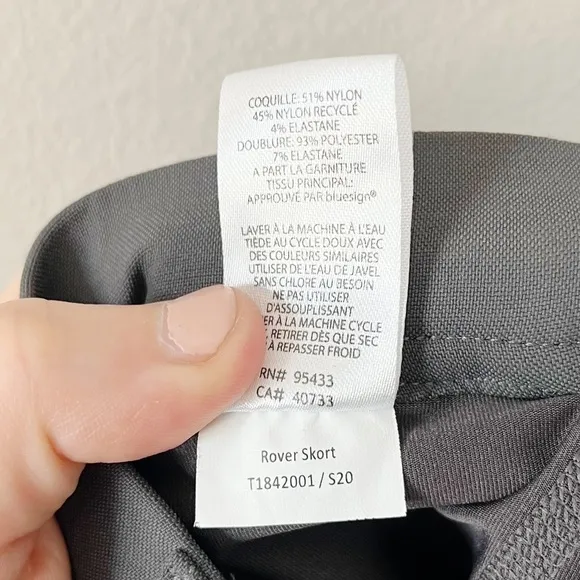 COQUILLE: 51% NYLON
45% NYLON RECYCLÉ
4% ELASTANE
DOUBLURE: 93% POLYESTER
7% ELASTANE
A PART LA GARNITURE
TISSU PRINCIPAL:
APPROUVÉ PAR bluesign®
LAVER À LA MACHINE À L'EAU
TIÈDE AU CYCLE DOUX AVEC
DES COULEURS SIMILAIRES
UTILISER DE L'EAU DE JAVEL
SANS CHLORE AU BESOIN
NE PAS UTILISER
D'ASSOUPLISSANT
À LA MACHINE CYCLE
RETIRER DÈS QUE SEC
À REPASSER FROID
RN# 95433
CA# 40733
Rover Skort
T1842001 / S20